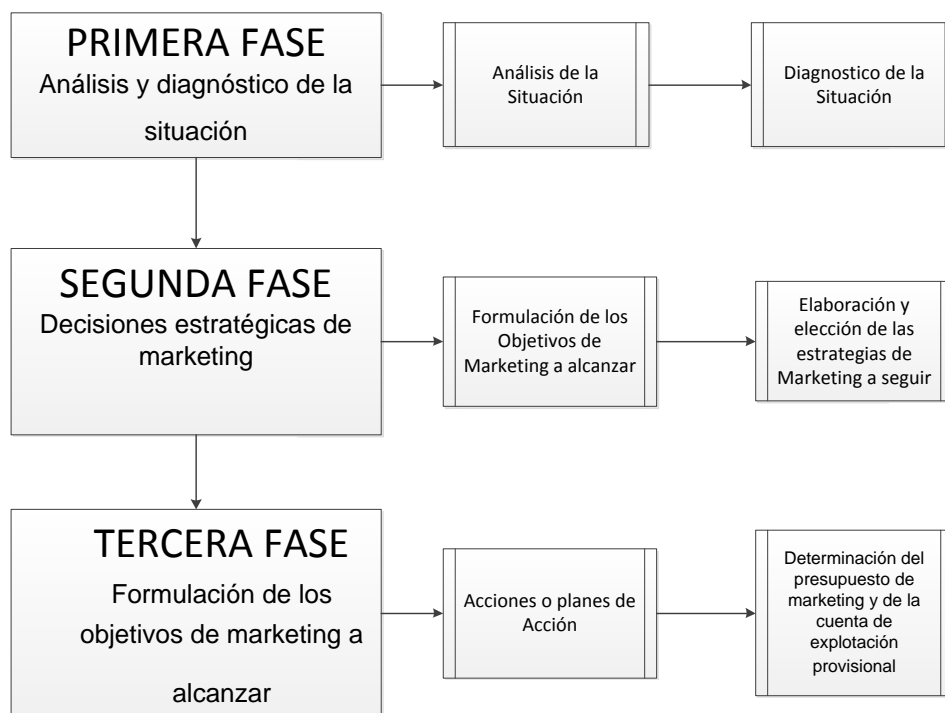 PRIMERA FASE
Análisis y diagnóstico de la
situación
Análisis de la
Situación
Diagnostico de la
Situación
SEGUNDA FASE
Decisiones estratégicas de
marketing
Formulación de los
Objetivos de
Marketing a alcanzar
Elaboración y
elección de las
estrategias de
Marketing a seguir
TERCERA FASE
Formulación de los
objetivos de marketing a
alcanzar
Acciones o planes de
Acción
Determinación del
presupuesto de
marketing y de la
cuenta de
explotación
provisional